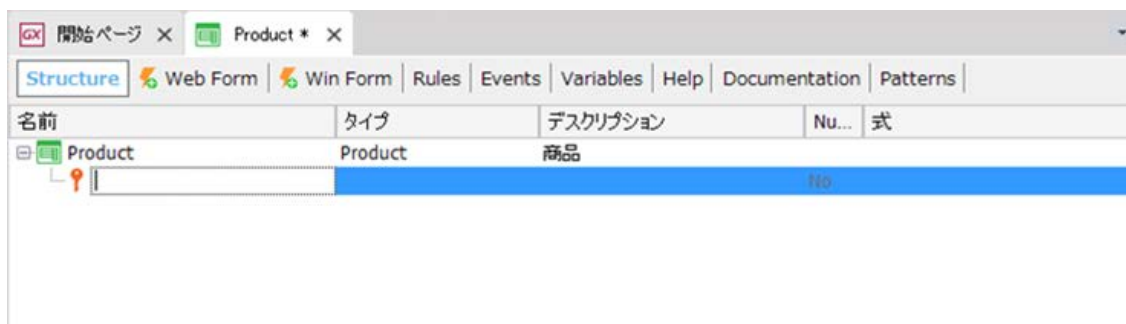 GX 開始ページ × Product * ×
Structure Web Form Win Form Rules Events Variables Help Documentation Patterns
名前 タイプ デスクリプション Nu... 式
Product Product 商品
No